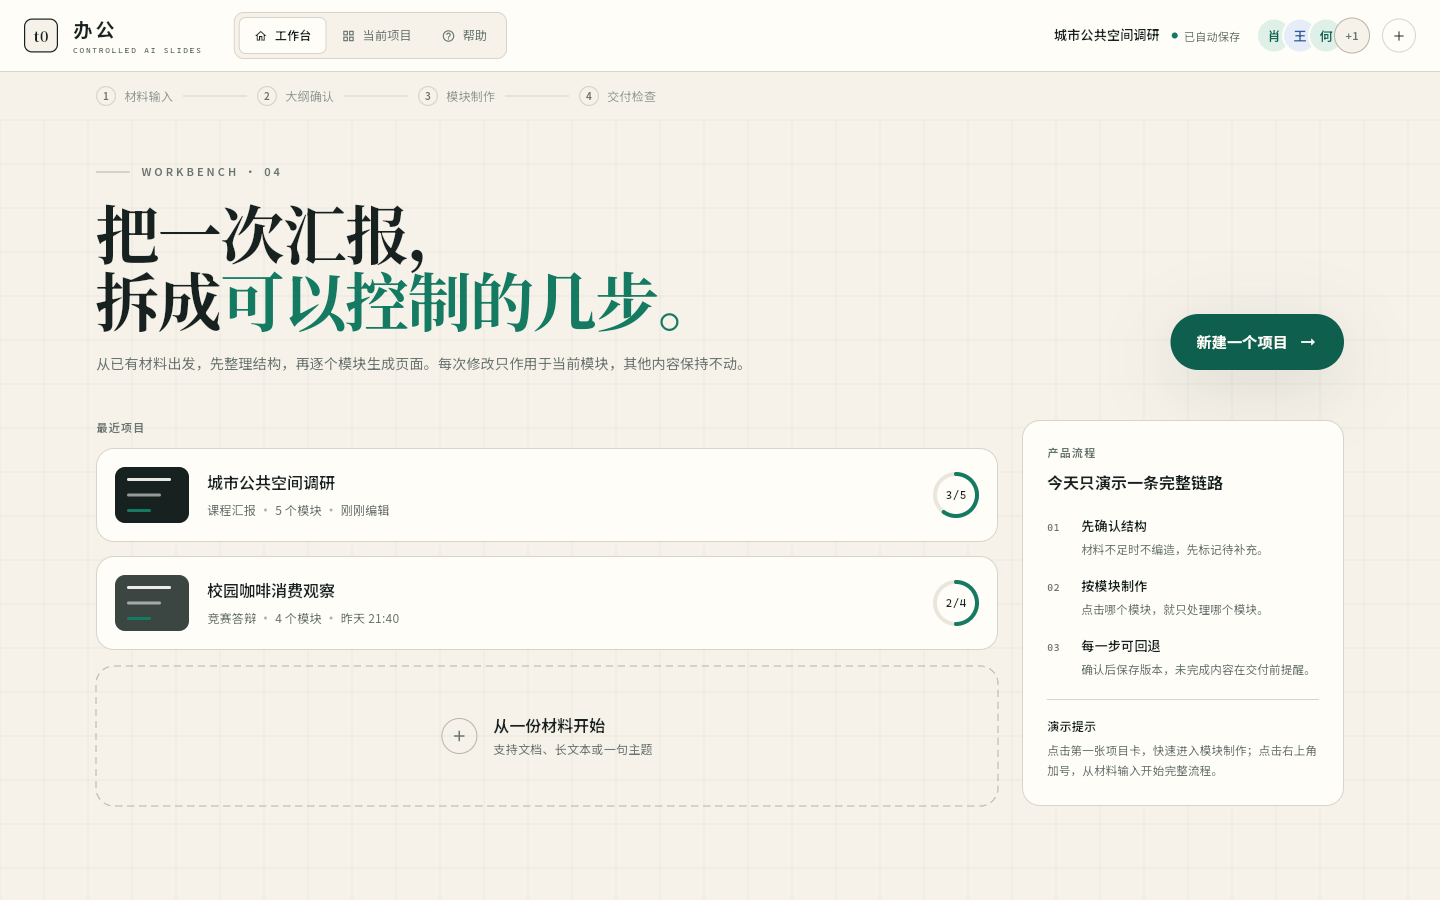 t0
办公
CONTROLLED AI SLIDES
工作台
当前项目
帮助
城市公共空间调研
已自动保存
肖
王
何
+1
1 材料输入
2 大纲确认
3 模块制作
4 交付检查
WORKBENCH · 04
把一次汇报，
拆成可以控制的几步。
从已有材料出发，先整理结构，再逐个模块生成页面。每次修改只作用于当前模块，其他内容保持不动。
新建一个项目 →
最近项目
城市公共空间调研
课程汇报 • 5 个模块 • 刚刚编辑
3/5
校园咖啡消费观察
竞赛答辩 • 4 个模块 • 昨天 21:40
2/4
从一份材料开始
支持文档、长文本或一句主题
产品流程
今天只演示一条完整链路
01 先确认结构
材料不足时不编造，先标记待补充。
02 按模块制作
点击哪个模块，就只处理哪个模块。
03 每一步可回退
确认后保存版本，未完成内容在交付前提醒。
演示提示
点击第一张项目卡，快速进入模块制作；点击右上角
加号，从材料输入开始完整流程。